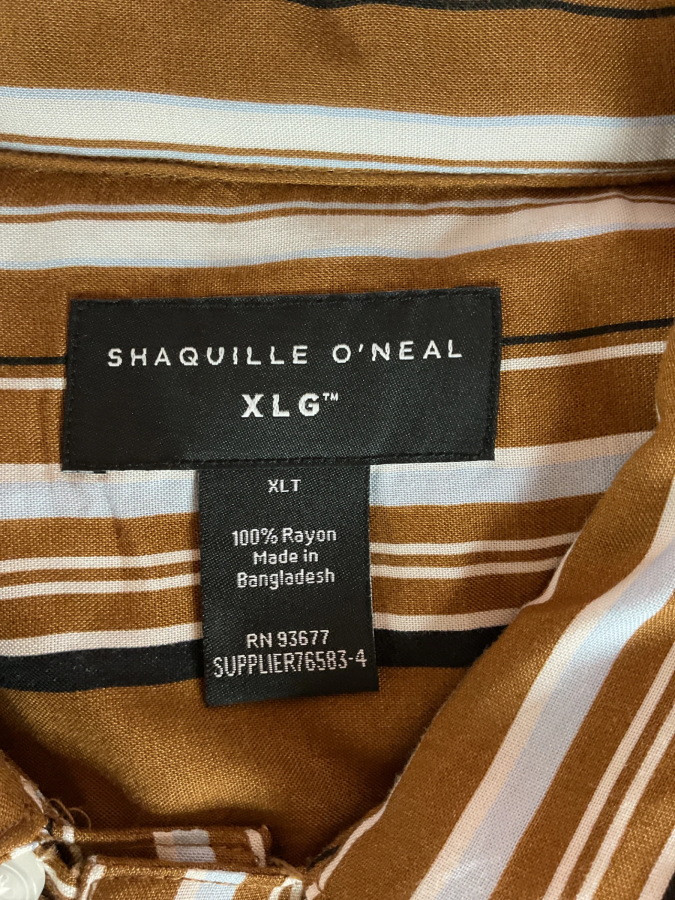 SHAQUILLE O'NEAL
XLG™
XLT
100% Rayon
Made in
Bangladesh
RN 93677
SUPPLIER76583-4